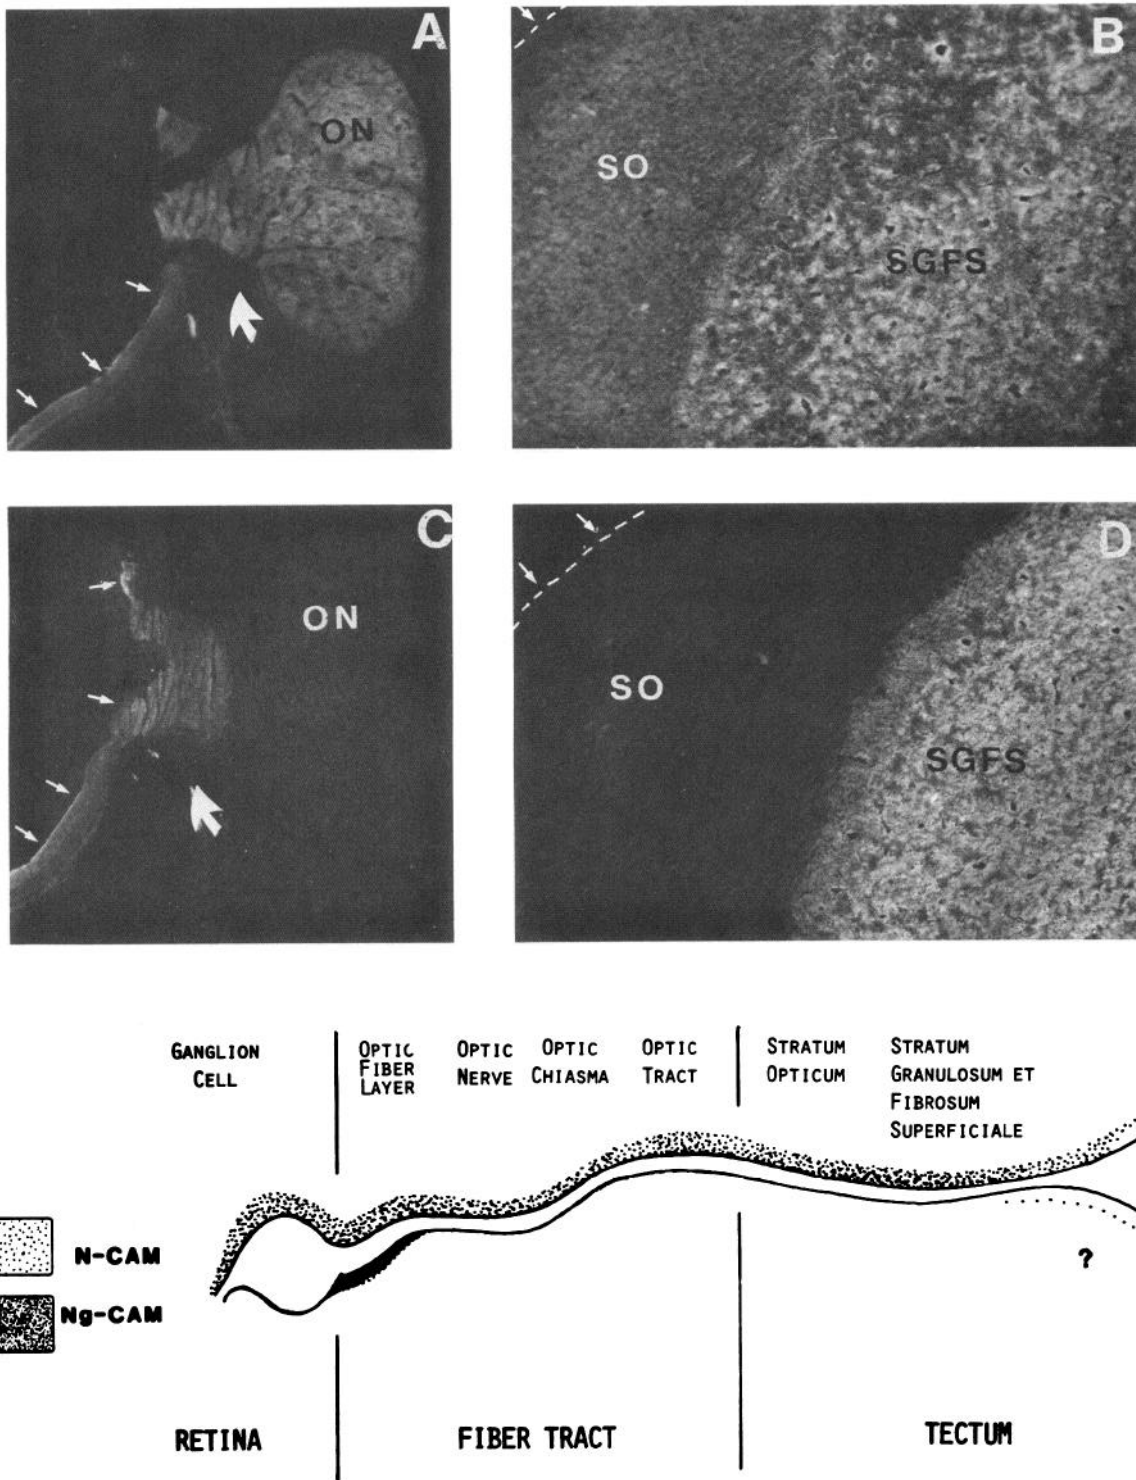 A
ON
B
SO
SGFS
C
ON
D
SO
SGFS
GANGLION
CELL
OPTIC
FIBER
LAYER
OPTIC
NERVE
OPTIC
CHIASMA
OPTIC
TRACT
STRATUM
OPTICUM
STRATUM
GRANULOSUM ET
FIBROSUM
SUPERFICIALE
N-CAM
Ng-CAM
?
RETINA
FIBER TRACT
TECTUM